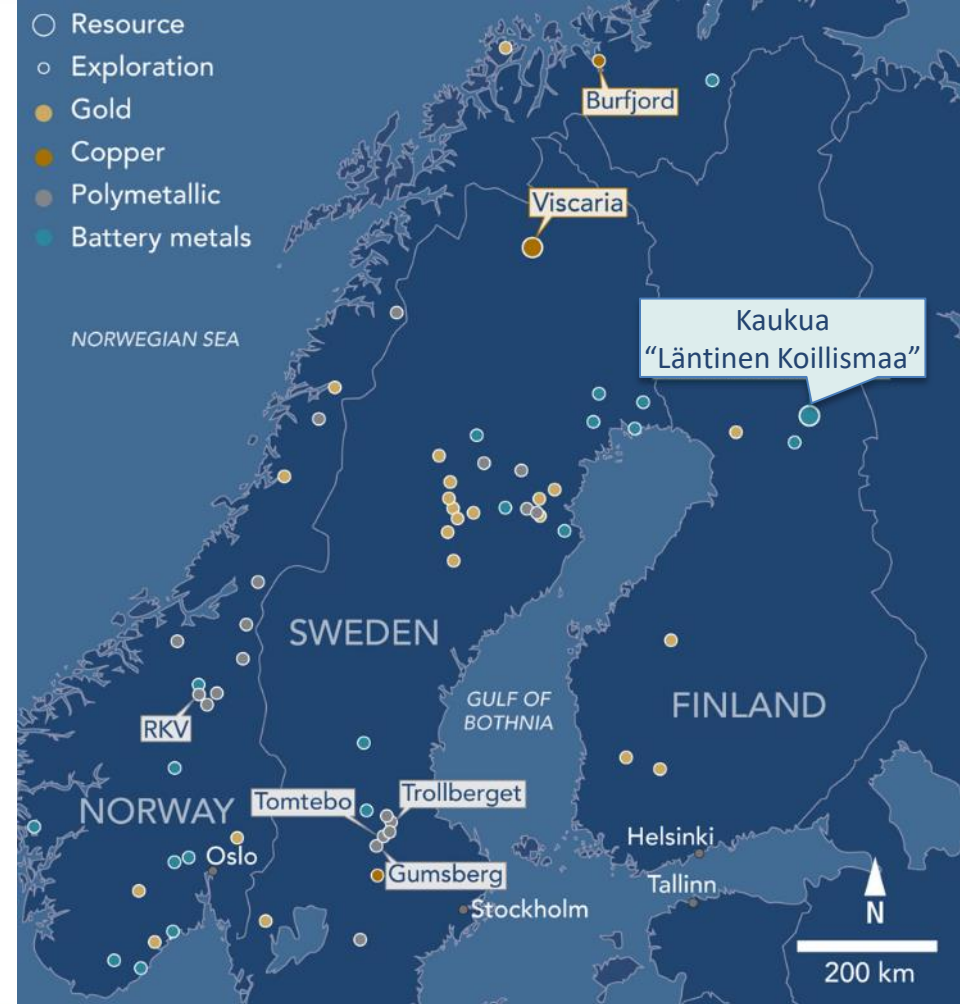 Resource
Exploration
Gold
Copper
Polymetallic
Battery metals
Burfjord
Viscaria
NORWEGIAN SEA
Kaukua
“Läntinen Koillismaa”
SWEDEN
GULF OF
BOTHNIA
FINLAND
RKV
NORWAY
Tomtebo
Trollberget
Helsinki
Oslo
Gumsberg
Tallinn
Stockholm
N
200 km